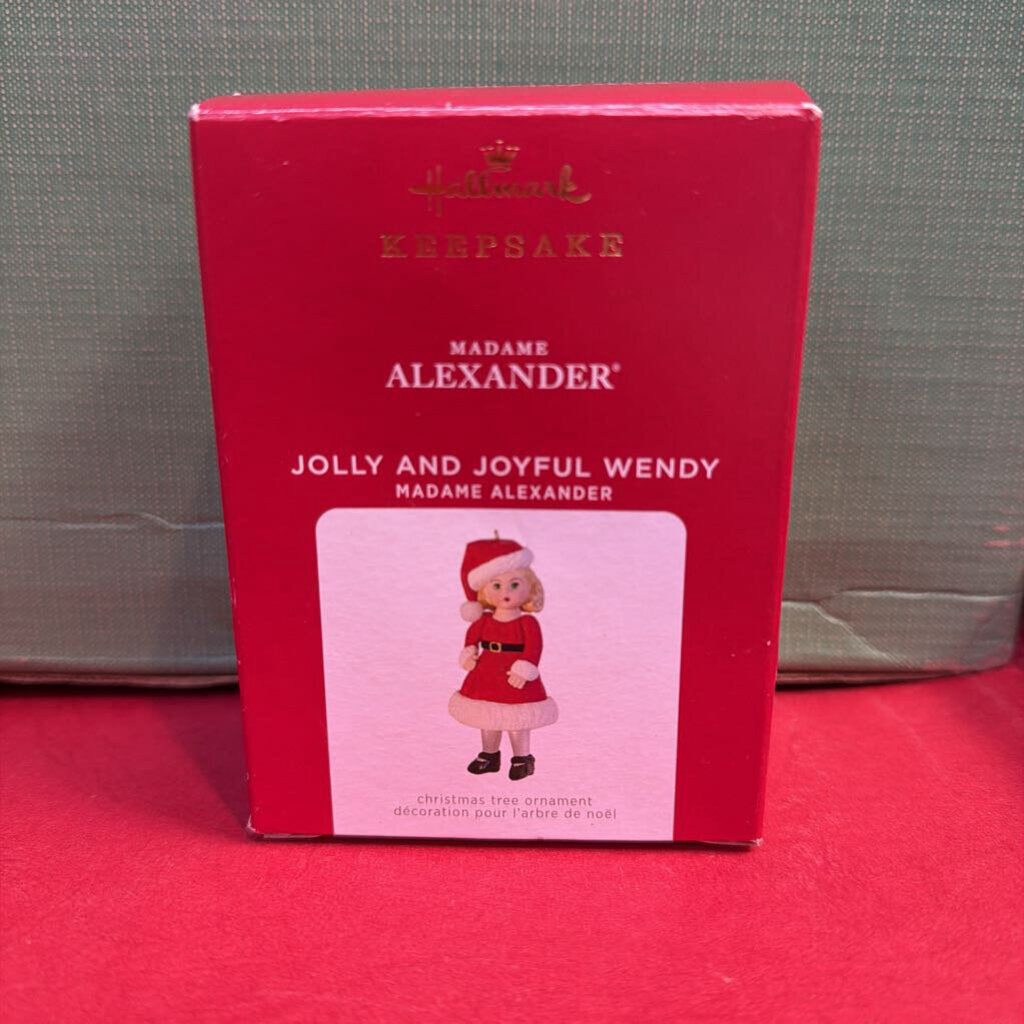 Hallmark
KEEPSAKE
MADAME
ALEXANDER®
JOLLY AND JOYFUL WENDY
MADAME ALEXANDER
christmas tree ornament
décoration pour l'arbre de noël